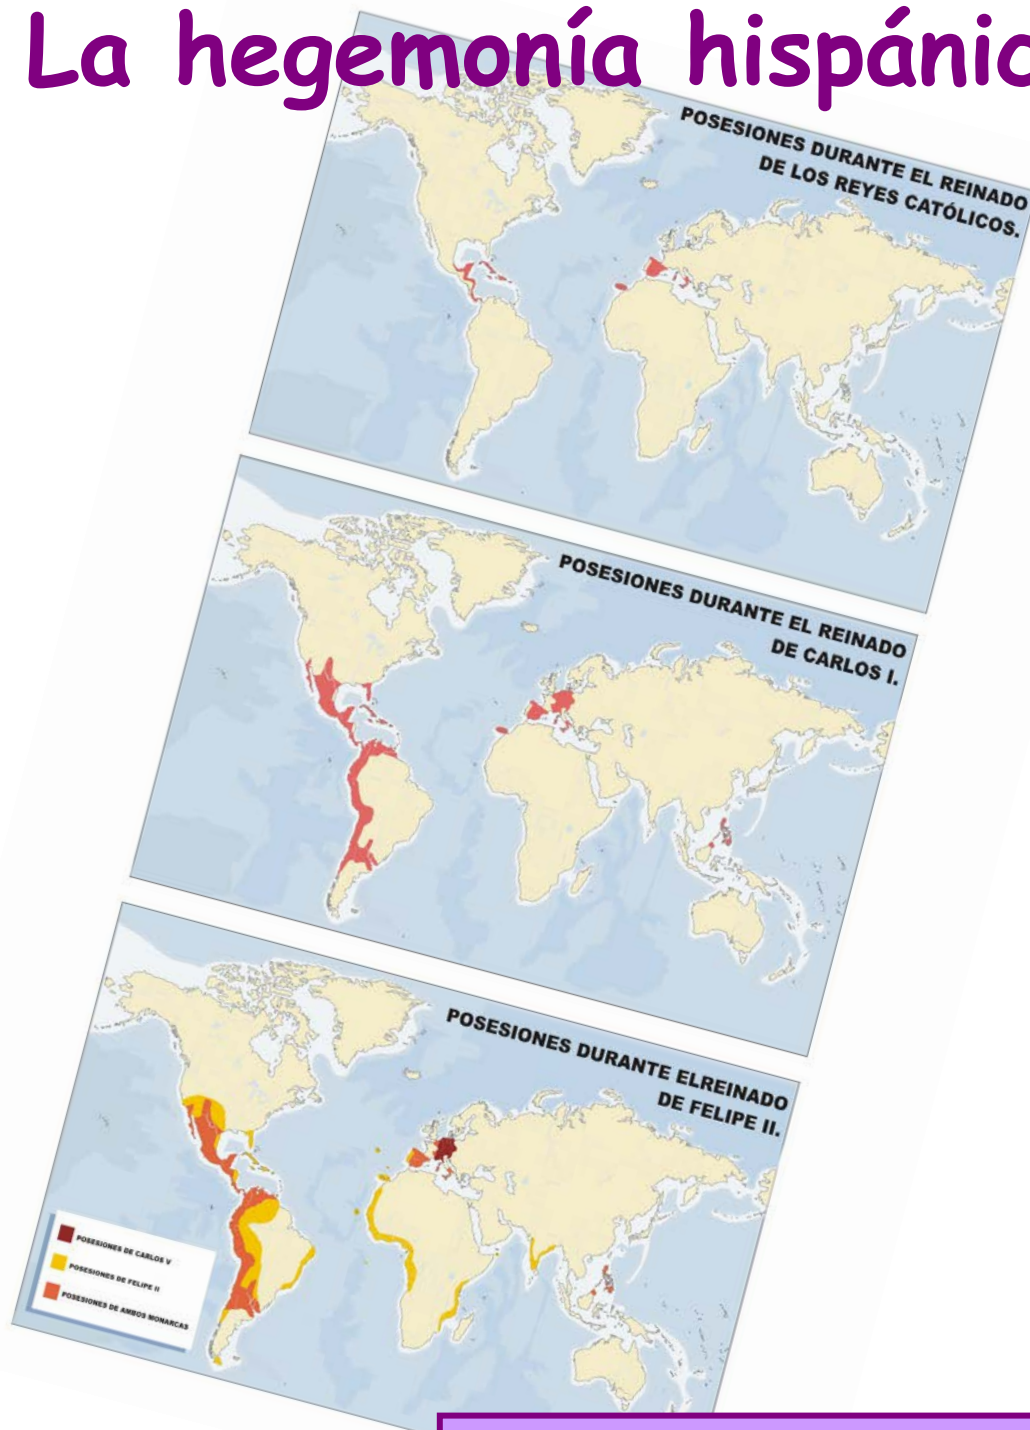 La hegemonía hispánic
POSESIONES DURANTE EL REINADO
DE LOS REYES CATÓLICOS.
POSESIONES DURANTE EL REINADO
DE CARLOS I.
POSESIONES DURANTE ELREINADO
DE FELIPE II.
POSESIONES DE CARLOS V
POSESIONES DE FELIPE II
POSESIONES DE AMBOS MONARCAS